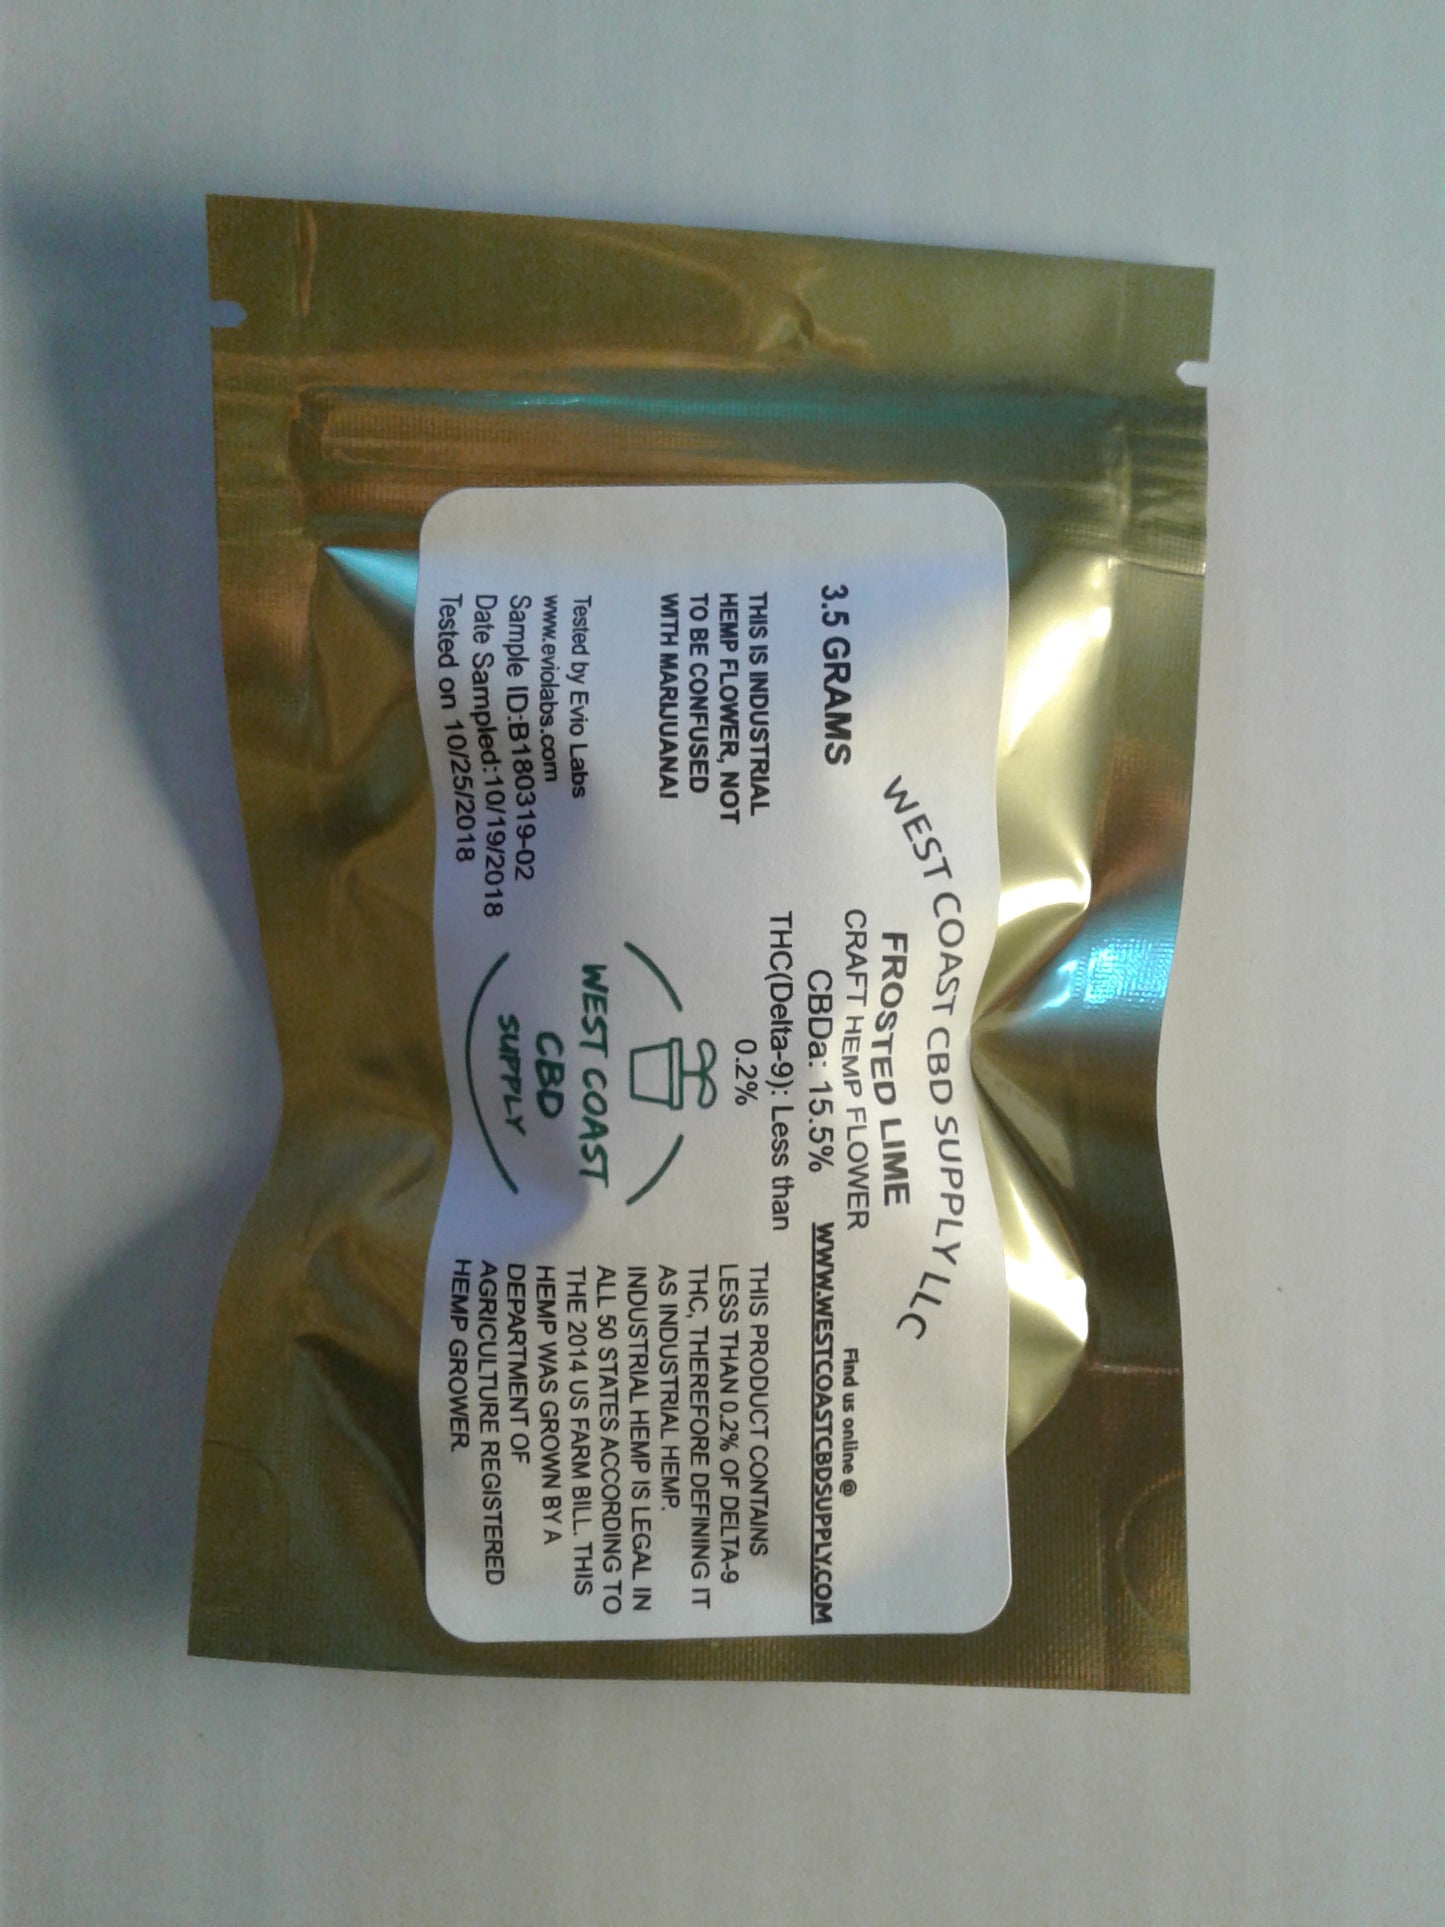 WEST COAST CBD SUPPLY LLC
FROSTED LIME
CRAFT HEMP FLOWER
CBDa: 15.5%
THC(Delta-9): Less than
0.2%
3.5 GRAMS
THIS IS INDUSTRIAL
HEMP FLOWER, NOT
TO BE CONFUSED
WITH MARIJUANA!
Tested by Evio Labs
www.eviolabs.com
Sample ID:B180319-02
Date Sampled:10/19/2018
Tested on 10/25/2018
WEST COAST
CBD
SUPPLY
Find us online @
WWW.WESTCOASTCBDSUPPLY.COM
THIS PRODUCT CONTAINS
LESS THAN 0.2% OF DELTA-9
THC, THEREFORE DEFINING IT
AS INDUSTRIAL HEMP.
INDUSTRIAL HEMP IS LEGAL IN
ALL 50 STATES ACCORDING TO
THE 2014 US FARM BILL. THIS
HEMP WAS GROWN BY A
DEPARTMENT OF
AGRICULTURE REGISTERED
HEMP GROWER.